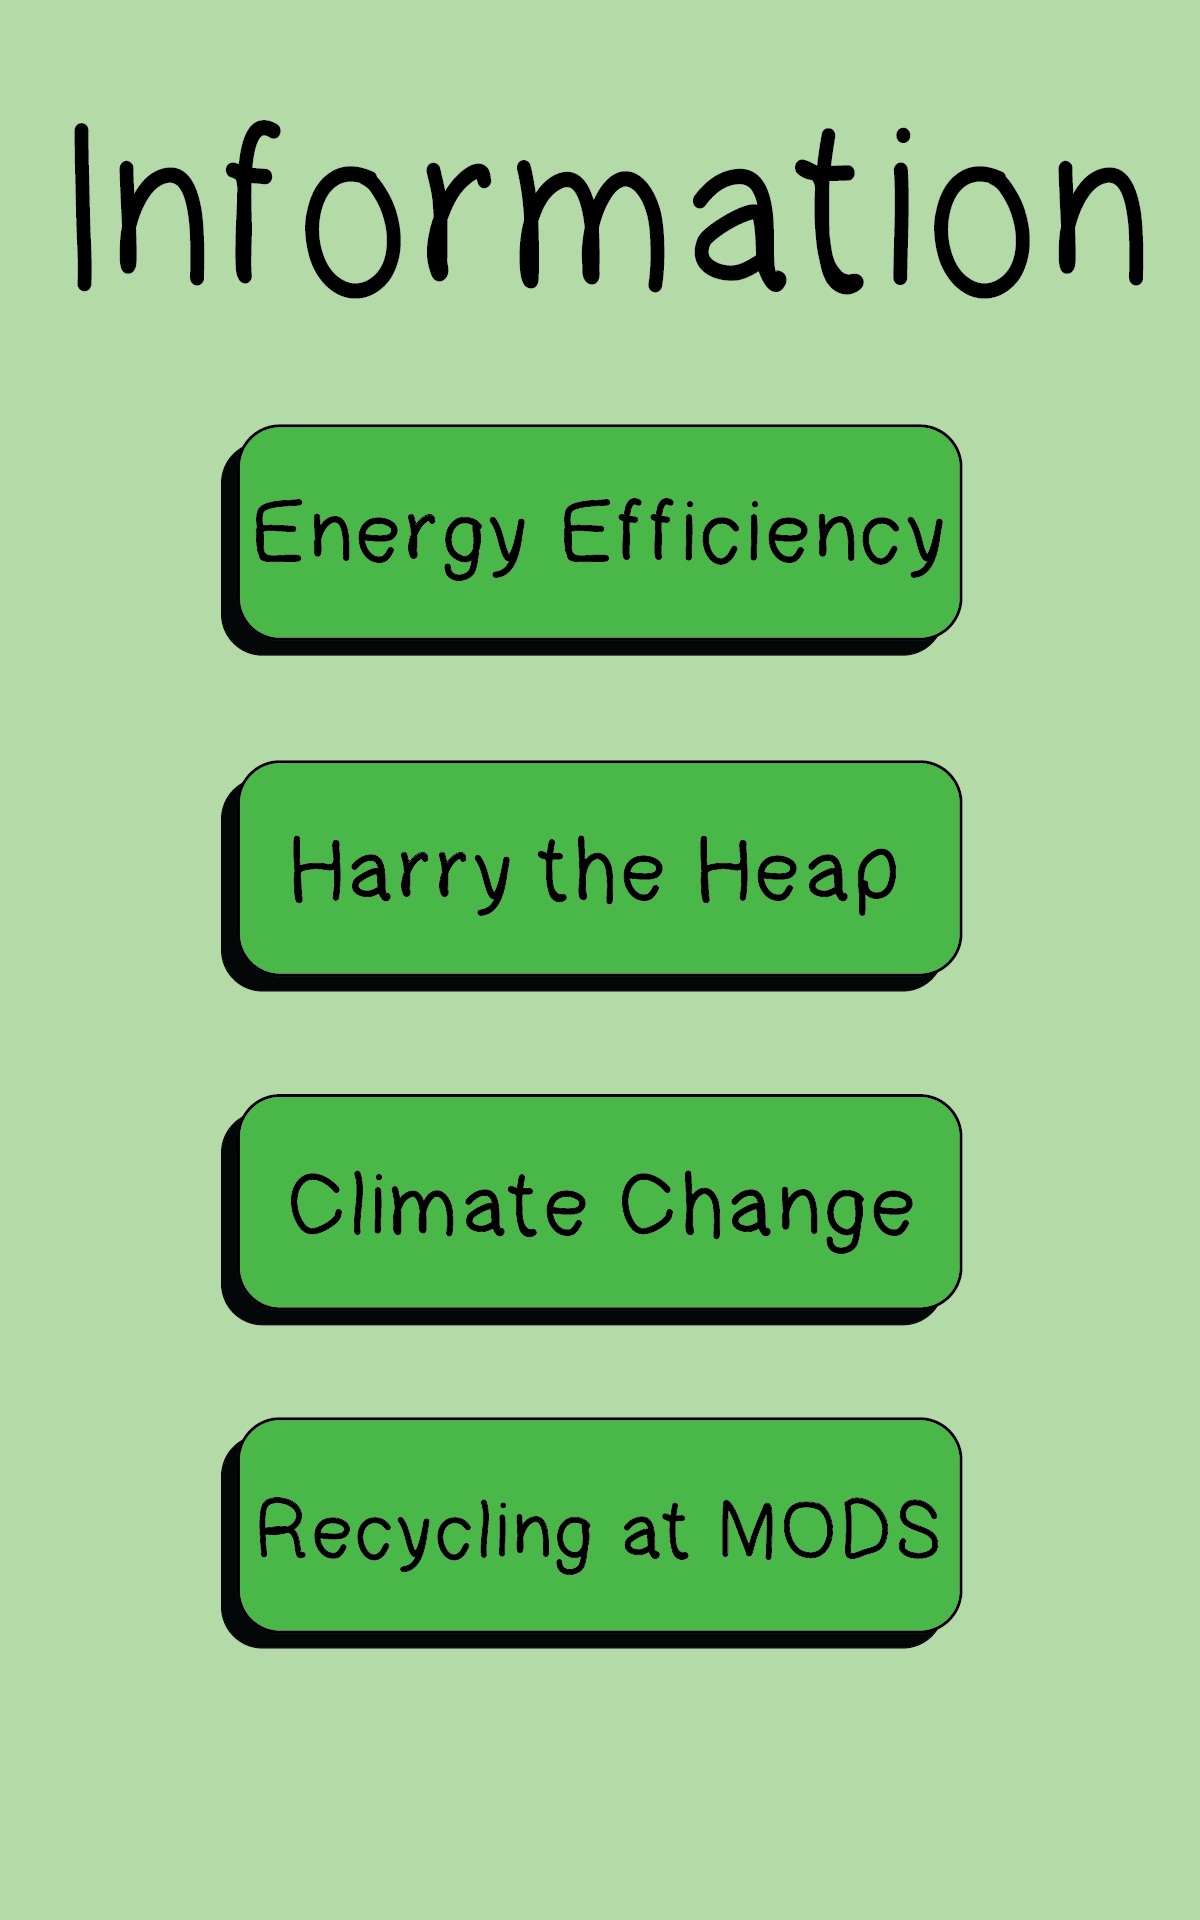 Information
Energy Efficiency
Harry the Heap
Climate Change
Recycling at MODS